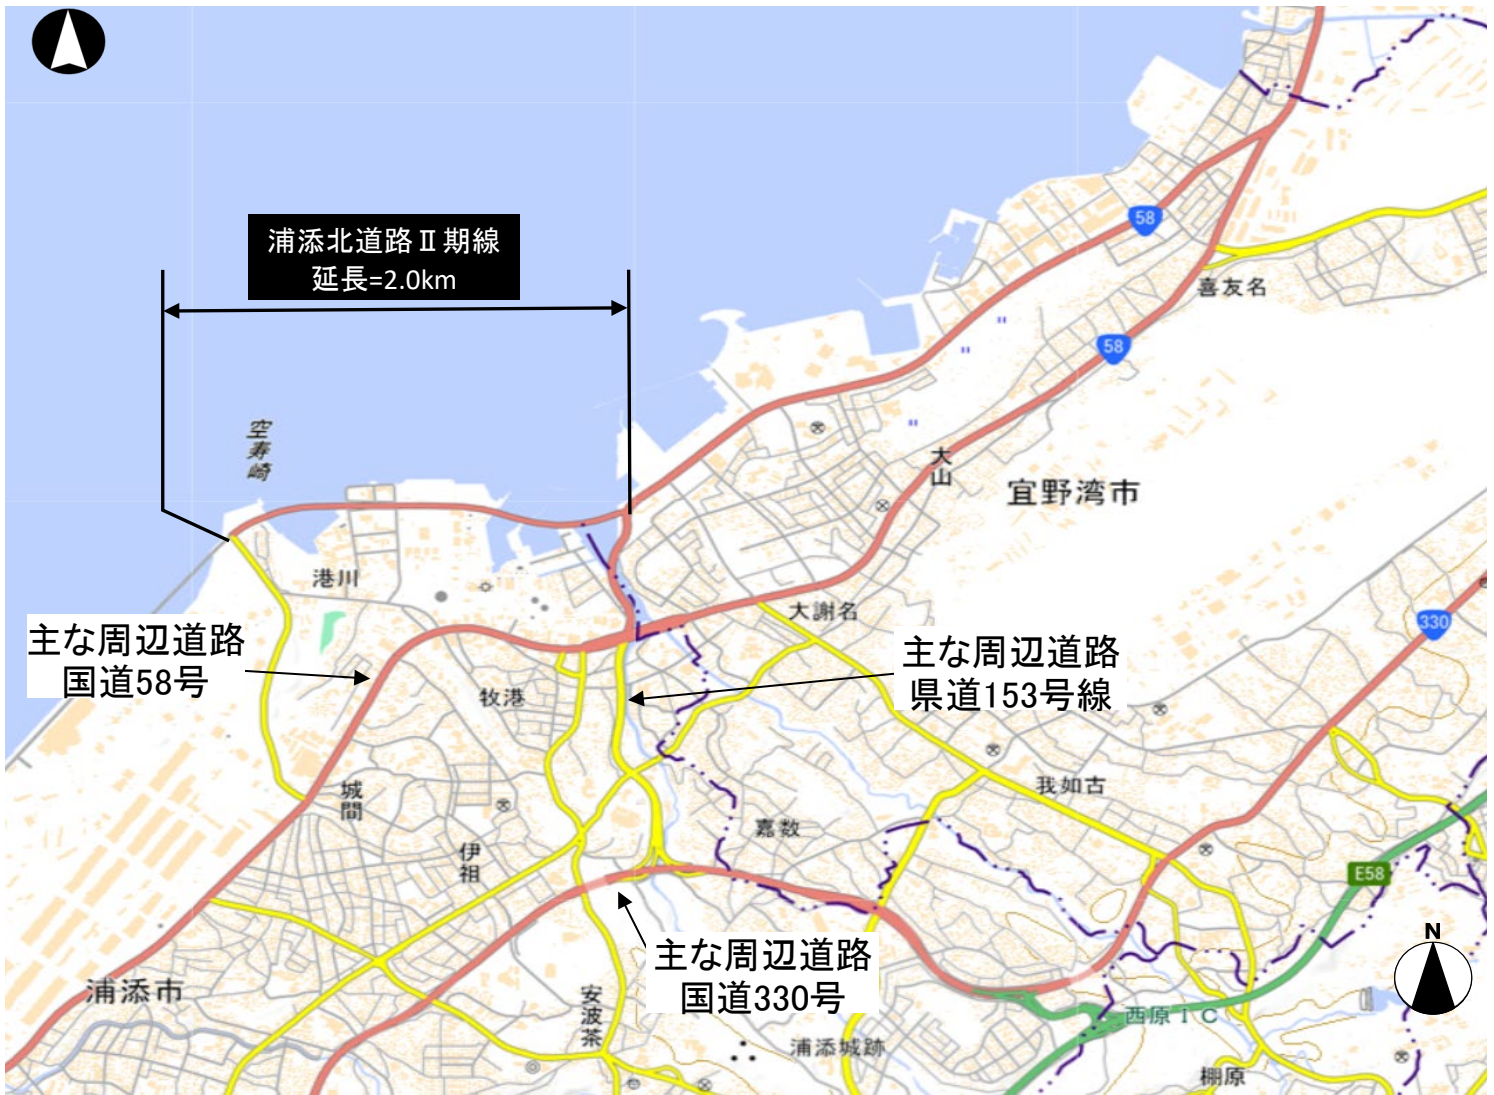 浦添北道路Ⅱ期線
延長=2.0km
58
喜友名
58
空寿崎
大山
宜野湾市
港川
大謝名
主な周辺道路
国道58号
330
主な周辺道路
県道153号線
牧港
城間
我如古
嘉数
伊祖
E58
主な周辺道路
国道330号
N
浦添市
安波茶
西原IC
浦添城跡
棚原